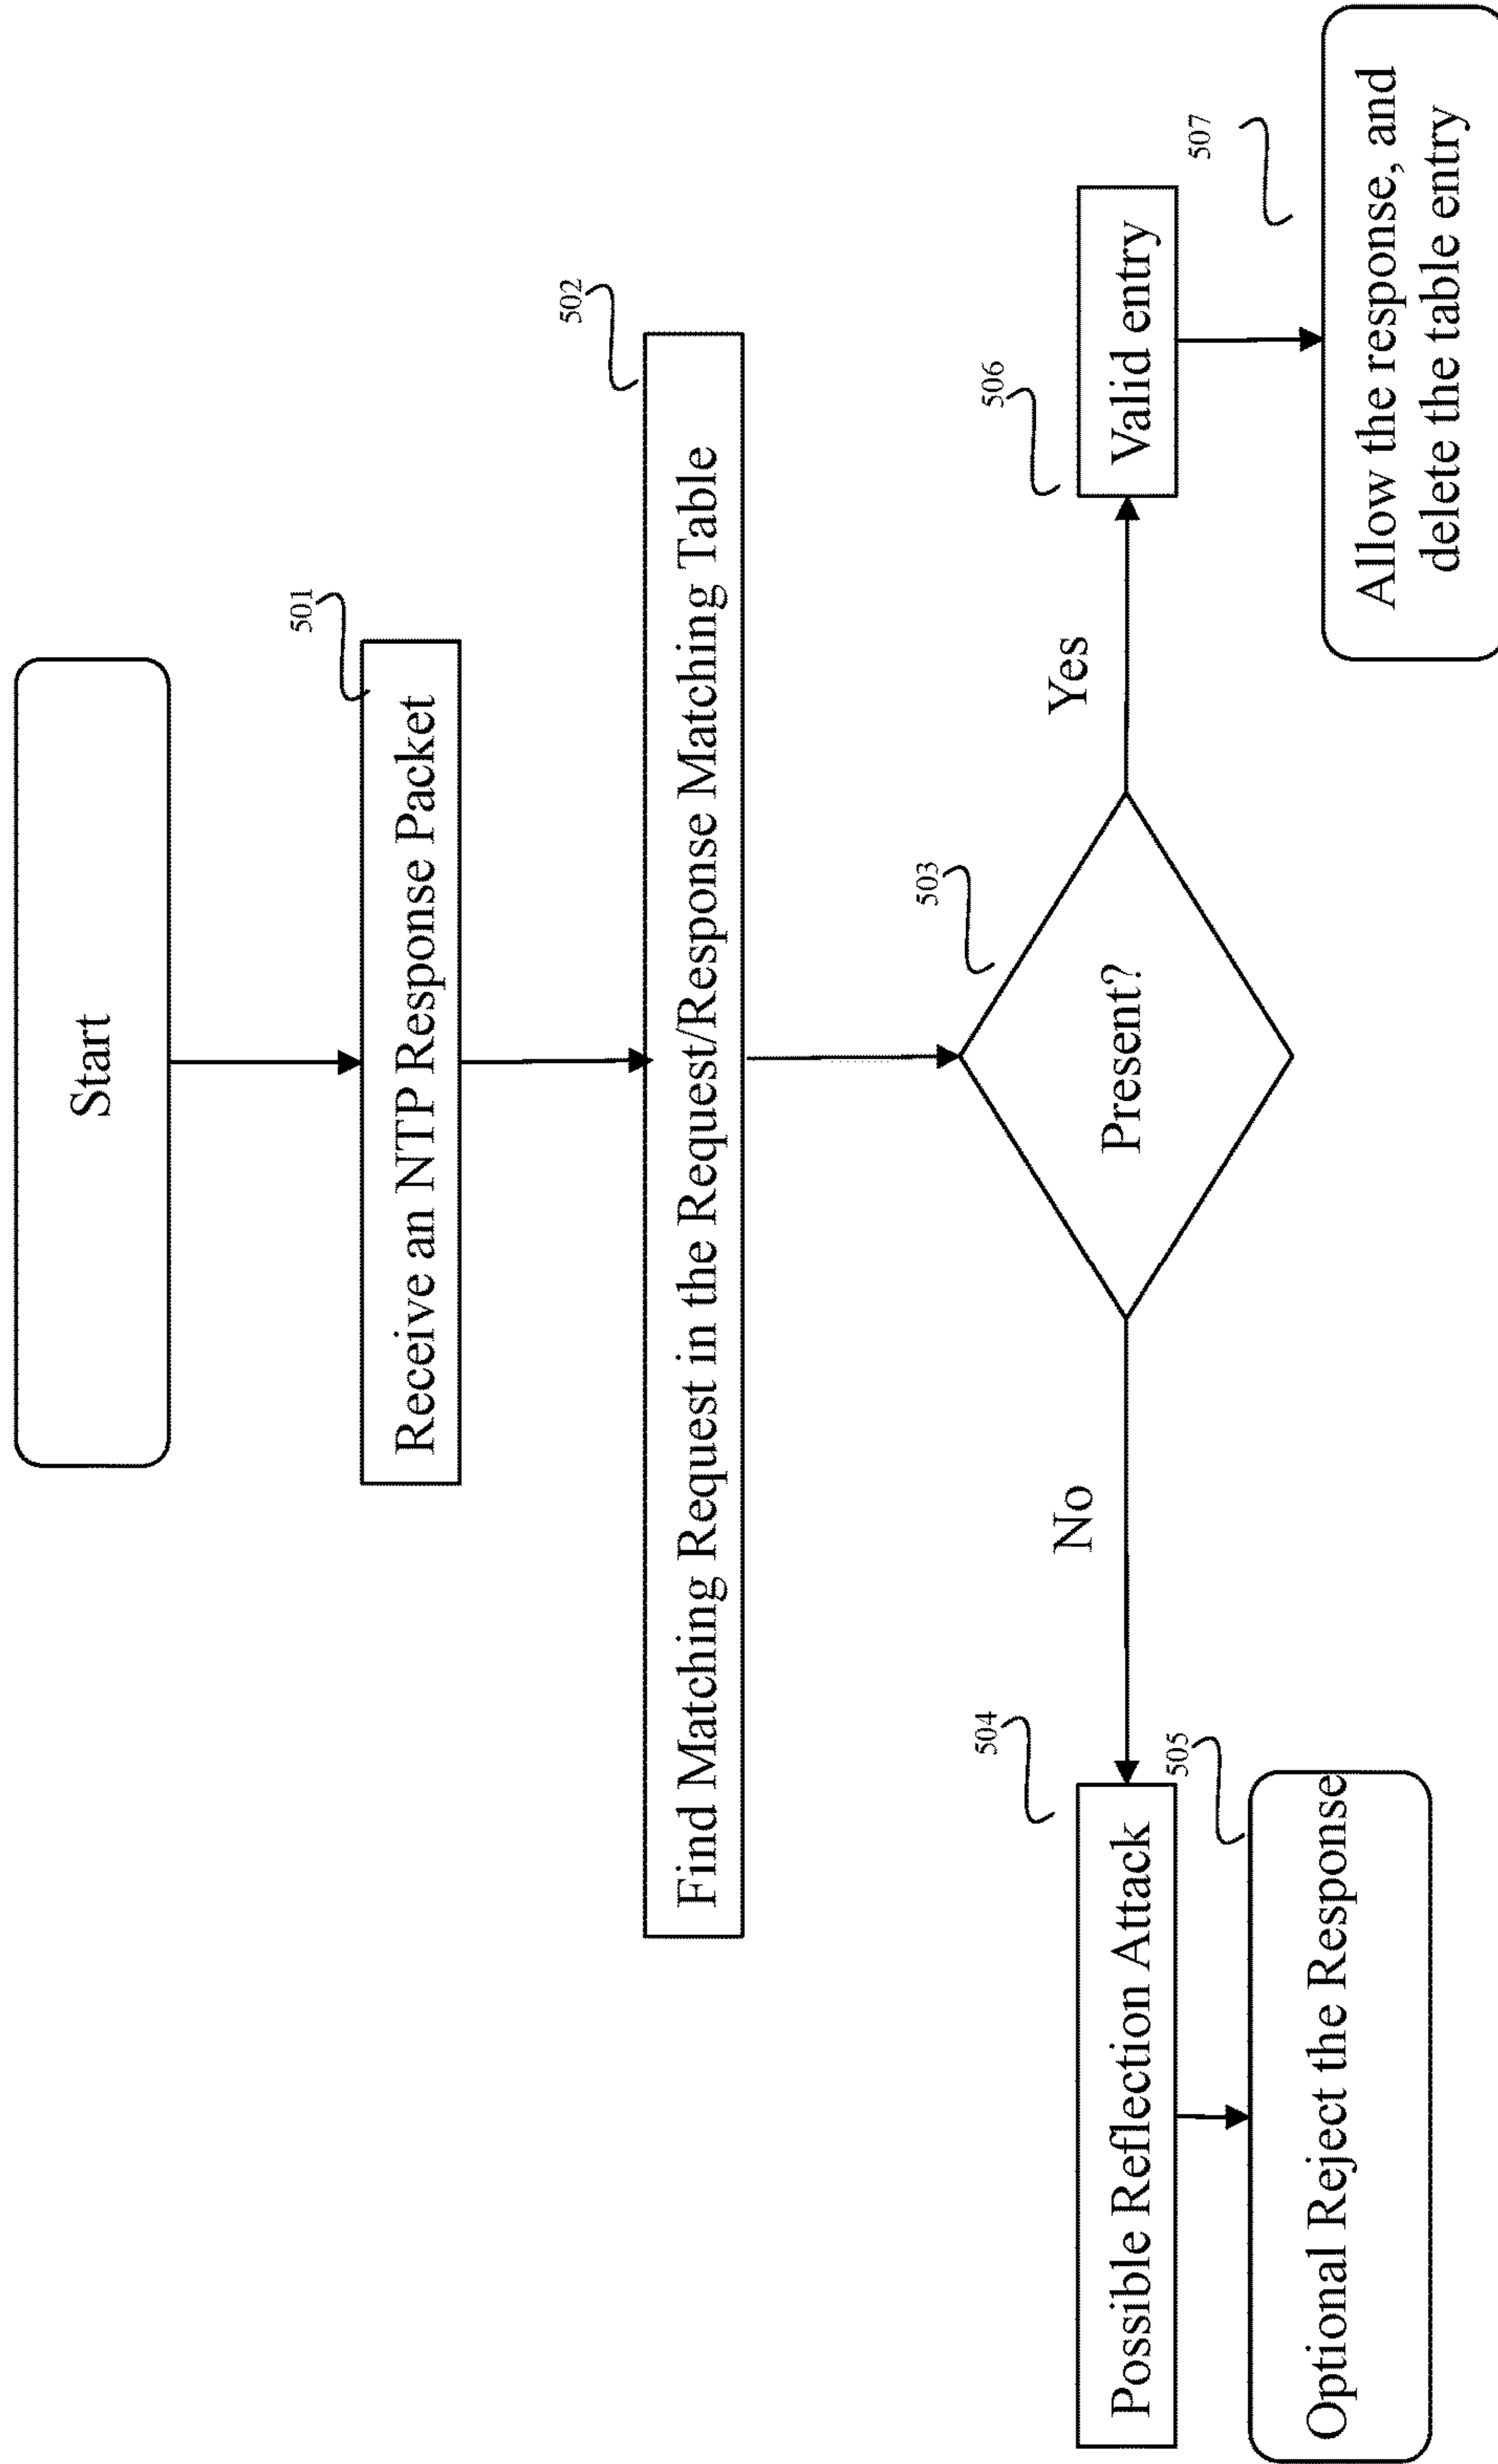 Start
501
Receive an NTP Response Packet
502
Find Matching Request in the Request/Response Matching Table
503
Present?
No
Yes
504
Possible Reflection Attack
505
Optional Reject the Response
506
Valid entry
507
Allow the response, and
delete the table entry